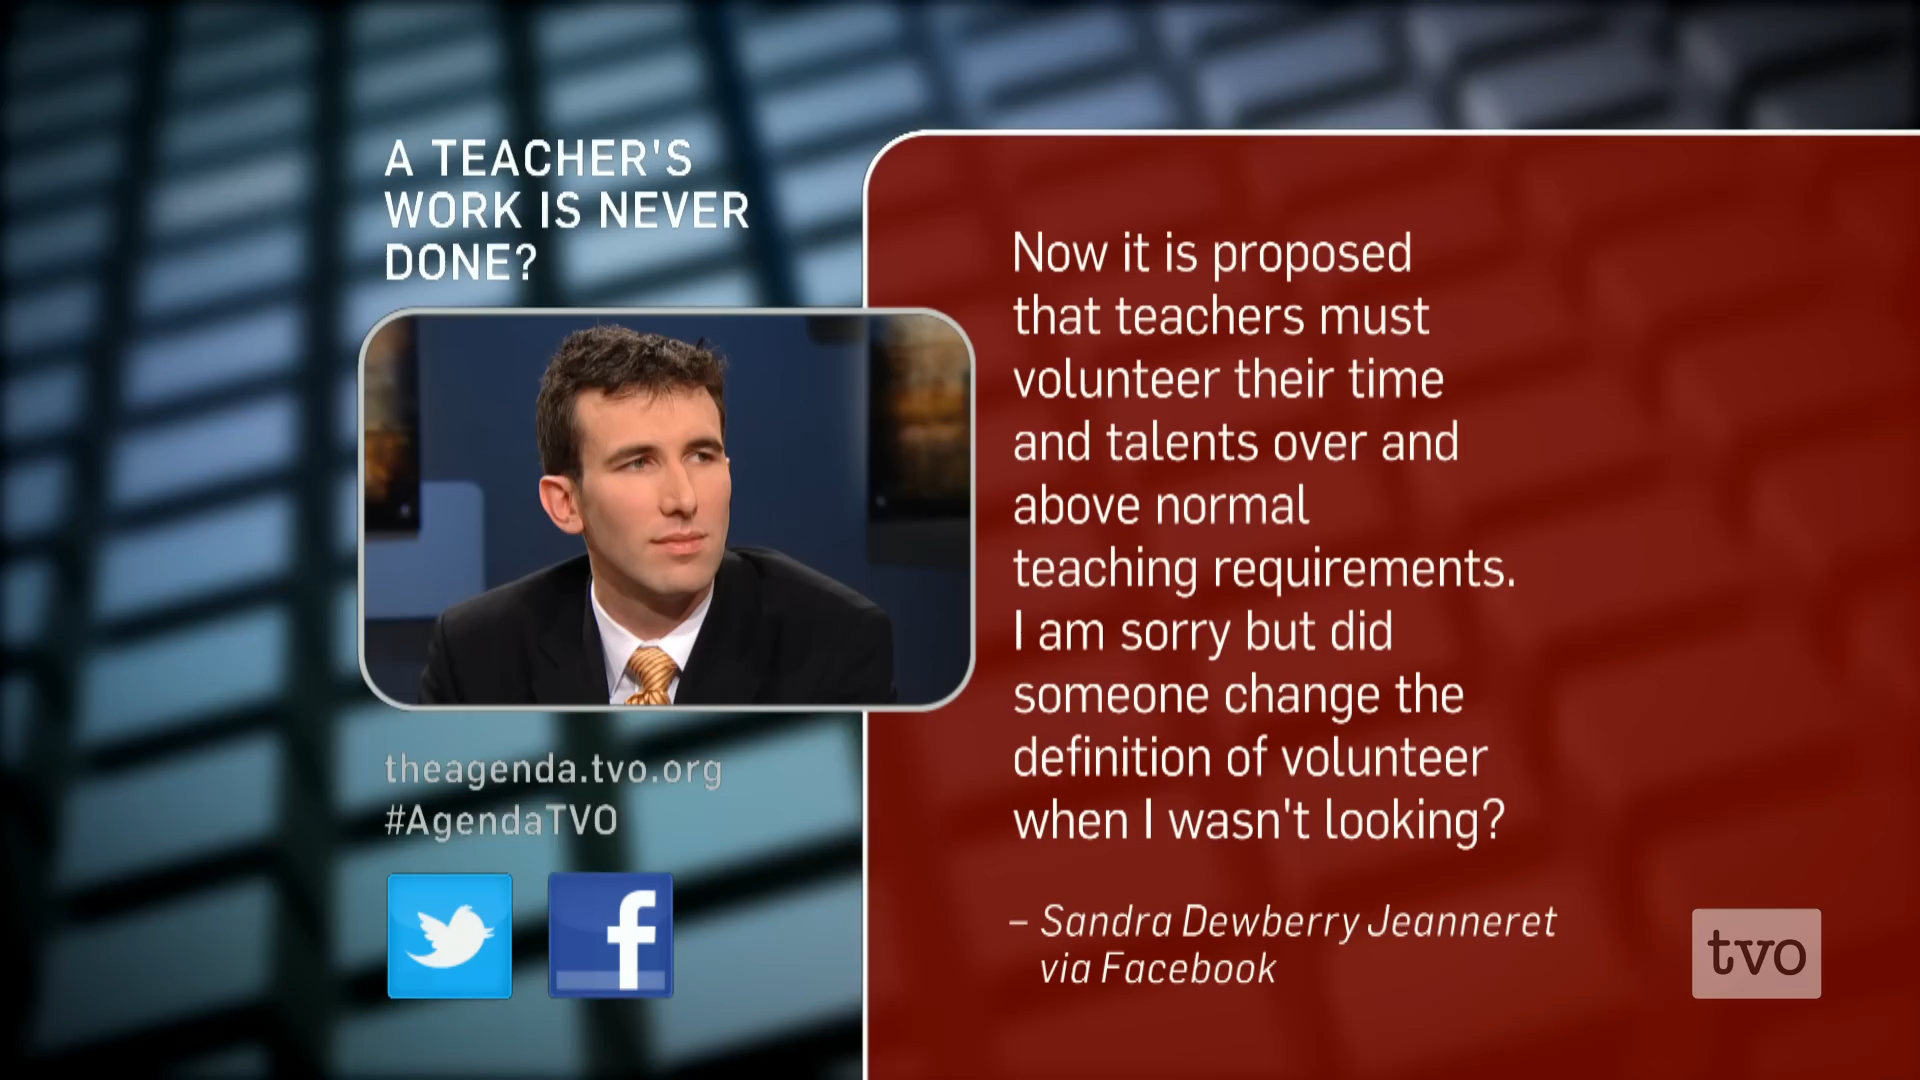 A TEACHER'S
WORK IS NEVER
DONE?
theagenda.tvo.org
#AgendaTVO
f
Now it is proposed
that teachers must
volunteer their time
and talents over and
above normal
teaching requirements.
I am sorry but did
someone change the
definition of volunteer
when I wasn't looking?
– Sandra Dewberry Jeanneret
via Facebook
tvo